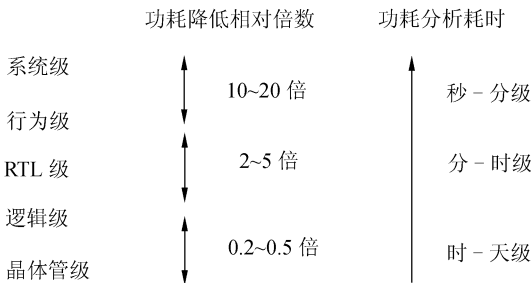 功耗降低相对倍数 功耗分析耗时
系统级
10~20 倍 秒–分级
行为级
RTL 级 2~5 倍 分–时级
逻辑级
0.2~0.5 倍 时–天级
晶体管级